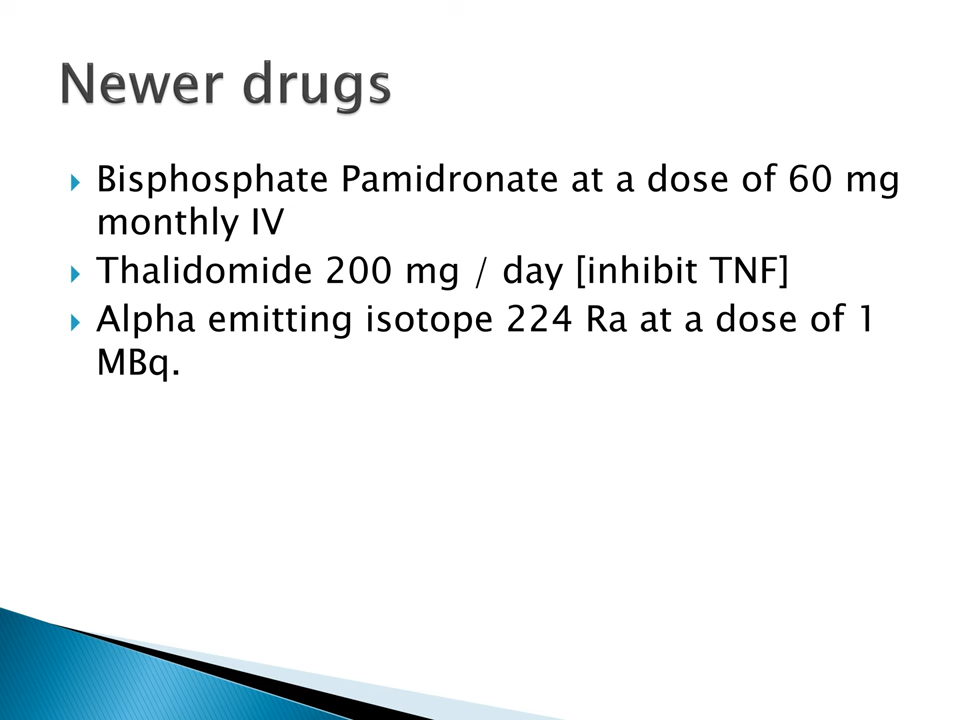 Newer drugs
Bisphosphate Pamidronate at a dose of 60 mg
monthly IV
Thalidomide 200 mg / day [inhibit TNF]
Alpha emitting isotope 224 Ra at a dose of 1
MBq.